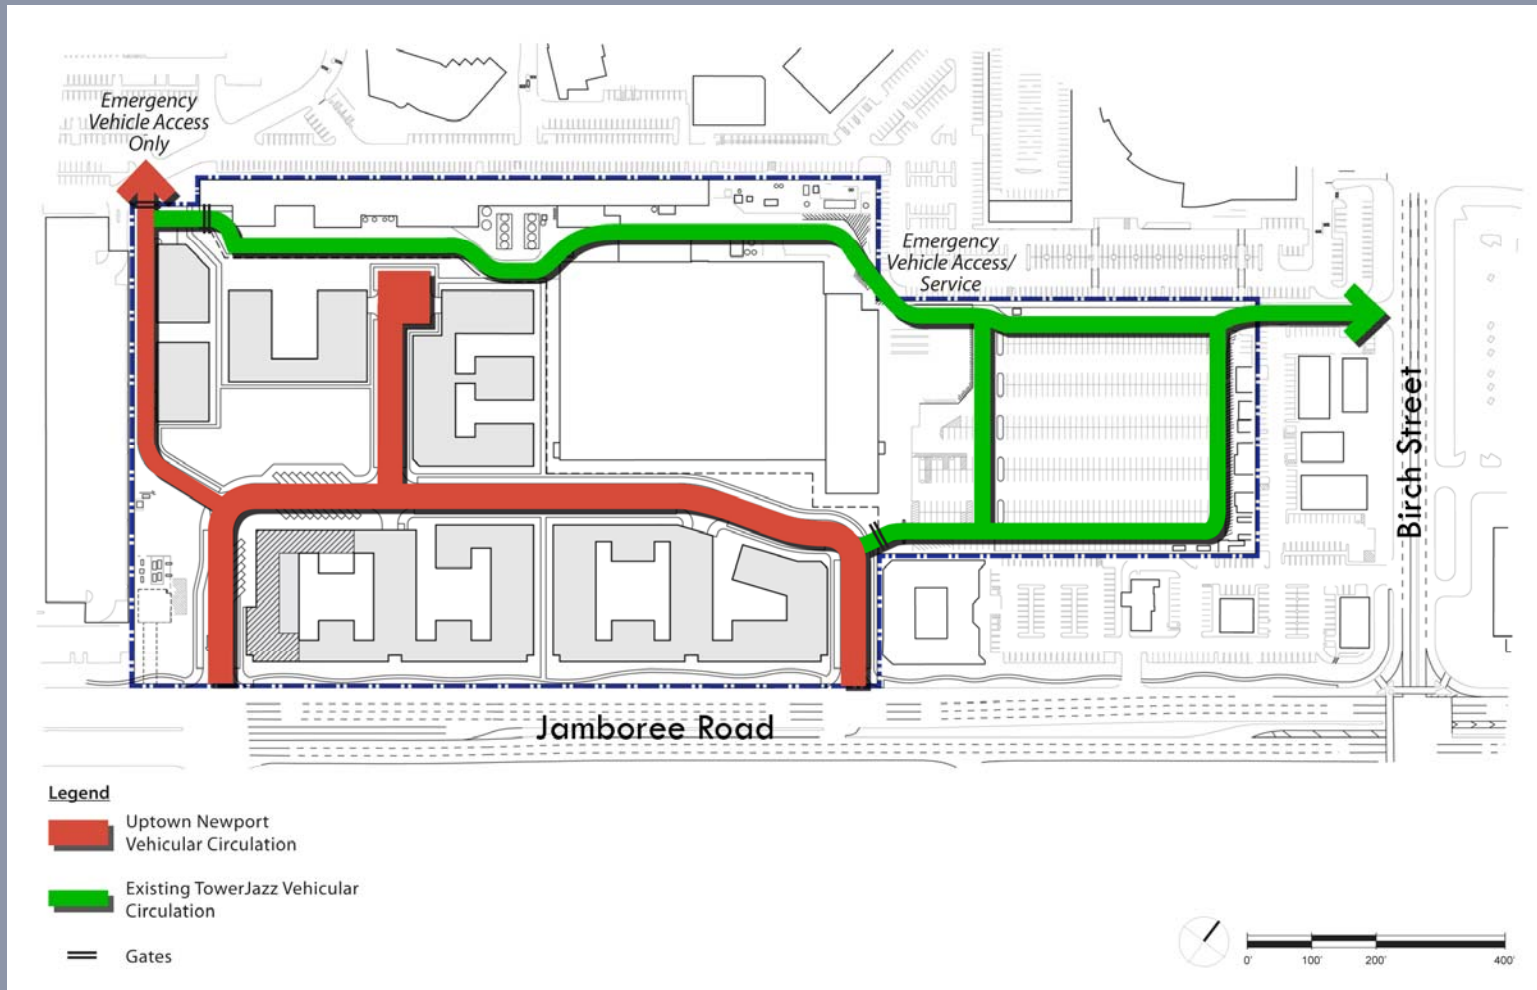 Emergency
Vehicle Access
Only
Emergency
Vehicle Access/
Service
Birch Street
Jamboree Road
Legend
Uptown Newport
Vehicular Circulation
Existing TowerJazz Vehicular
Circulation
Gates
0' 100' 200' 400'